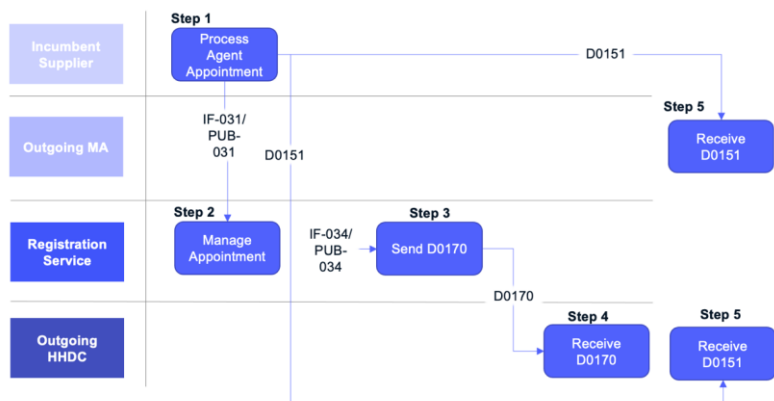 Step 1
Incumbent
Supplier
Process
Agent
Appointment
D0151
IF-031/
PUB-
031
D0151
Step 5
Outgoing MA
Receive
D0151
Step 2
Step 3
Registration
Service
Manage
Appointment
IF-034/
PUB-
034
Send D0170
D0170
Step 4
Step 5
Outgoing
HHDC
Receive
D0170
Receive
D0151